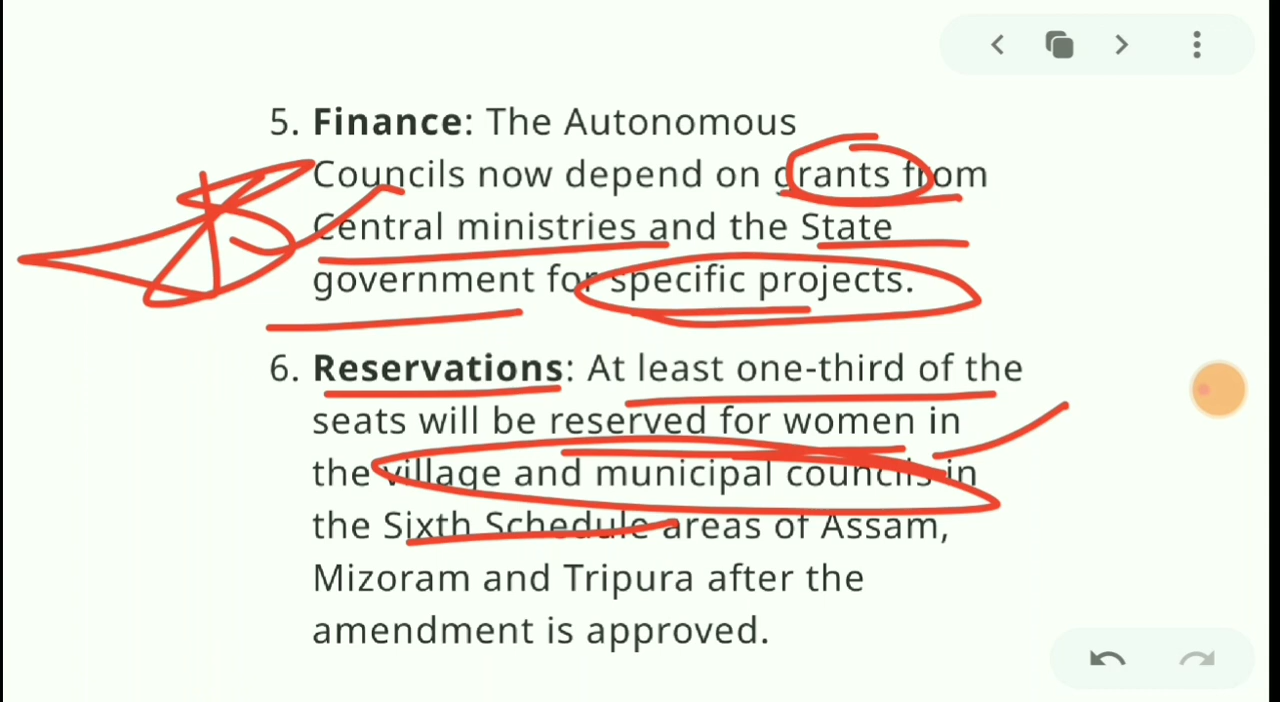 5. Finance: The Autonomous
Councils now depend on grants from
Central ministries and the State
government for specific projects.
6. Reservations: At least one-third of the
seats will be reserved for women in
the village and municipal councils in
the Sixth Schedule areas of Assam,
Mizoram and Tripura after the
amendment is approved.